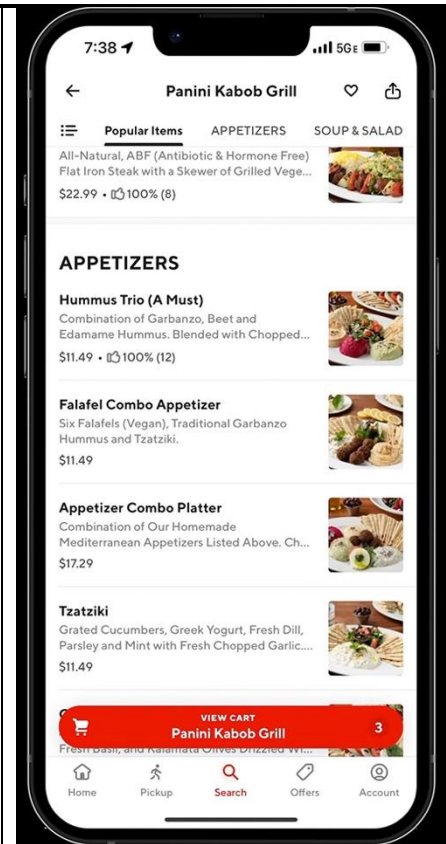 7:38
5GE
Panini Kabob Grill
Popular Items APPETIZERS SOUP & SALAD
All-Natural, ABF (Antibiotic & Hormone Free)
Flat Iron Steak with a Skewer of Grilled Vege...
$22.99 • 100% (8)
APPETIZERS
Hummus Trio (A Must)
Combination of Garbanzo, Beet and
Edamame Hummus. Blended with Chopped...
$11.49 • 100% (12)
Falafel Combo Appetizer
Six Falafels (Vegan), Traditional Garbanzo
Hummus and Tzatziki.
$11.49
Appetizer Combo Platter
Combination of Our Homemade
Mediterranean Appetizers Listed Above. Ch...
$17.29
Tzatziki
Grated Cucumbers, Greek Yogurt, Fresh Dill,
Parsley and Mint with Fresh Chopped Garlic....
$11.49
VIEW CART
Panini Kabob Grill
3
Fresh Basil, and Kalamata Olives Drizzled Wi...
Home Pickup Search Offers Account